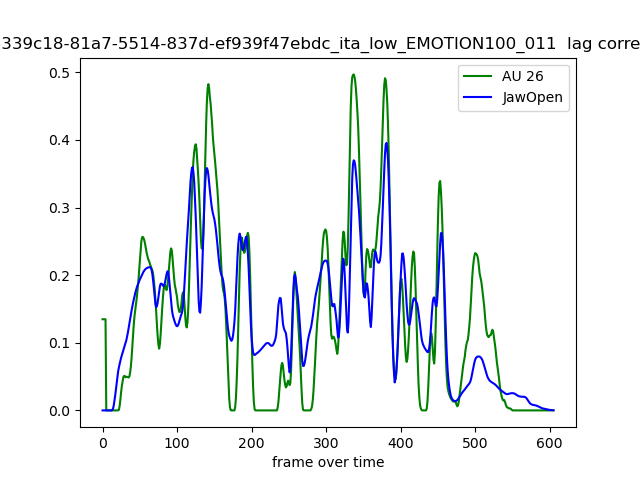 339c18-81a7-5514-837d-ef939f47ebdc_ita_low_EMOTION100_011 lag corre
AU 26
JawOpen
0.5
0.4
0.3
0.2
0.1
0.0
0 100 200 300 400 500 600
frame over time